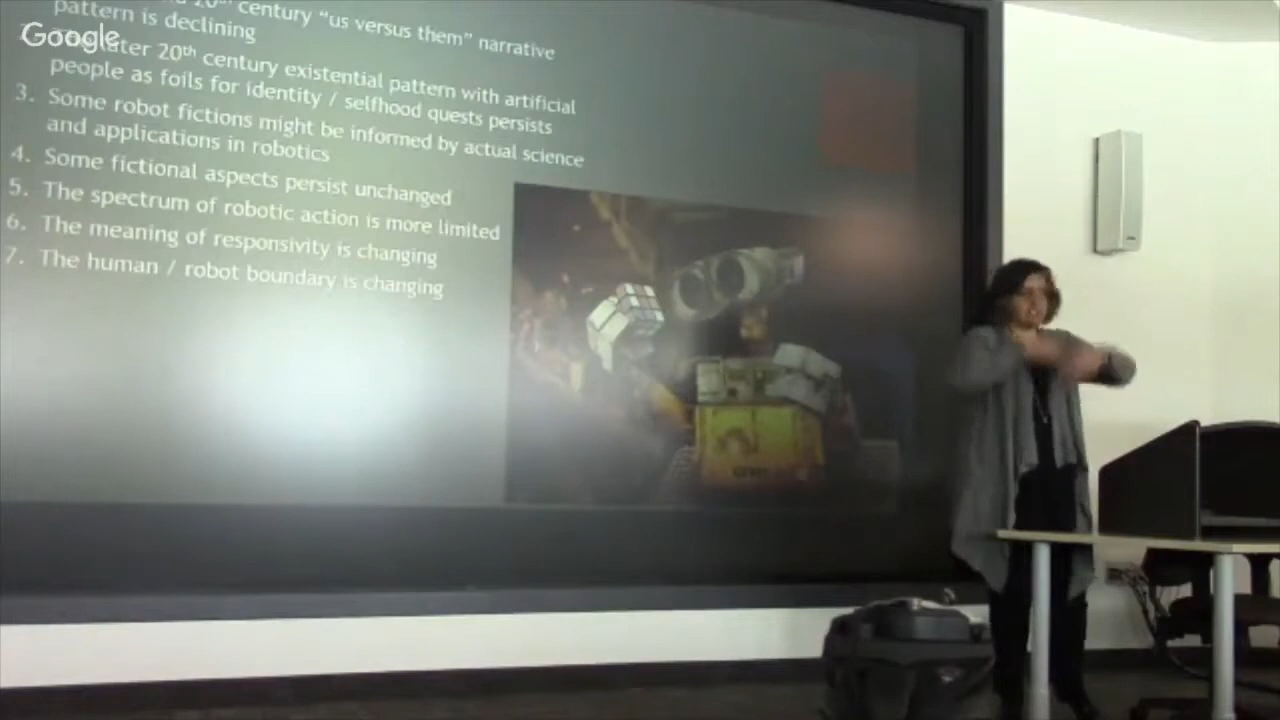 Google
20th century “us versus them” narrative
pattern is declining
later 20th century existential pattern with artificial
people as foils for identity / selfhood quests persists
3. Some robot fictions might be informed by actual science
and applications in robotics
4. Some fictional aspects persist unchanged
5. The spectrum of robotic action is more limited
6. The meaning of responsivity is changing
7. The human / robot boundary is changing